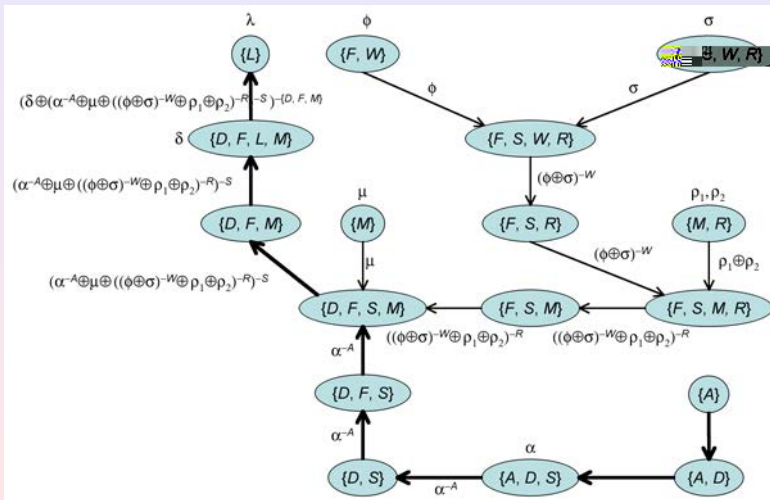 λ
ϕ
σ
{L}
{F, W}
W, R}
(δ⊕(α⁻ᴬ⊕μ⊕((ϕ⊕σ)⁻ᵂ⊕ρ₁⊕ρ₂)⁻ᴿ)⁻ˢ)⁻{D, F, M}
ϕ
σ
δ
{D, F, L, M}
{F, S, W, R}
(α⁻ᴬ⊕μ⊕((ϕ⊕σ)⁻ᵂ⊕ρ₁⊕ρ₂)⁻ᴿ)⁻ˢ
(ϕ⊕σ)⁻ᵂ
μ
ρ₁, ρ₂
{D, F, M}
{M}
{F, S, R}
{M, R}
(ϕ⊕σ)⁻ᵂ
μ
ρ₁⊕ρ₂
(α⁻ᴬ⊕μ⊕((ϕ⊕σ)⁻ᵂ⊕ρ₁⊕ρ₂)⁻ᴿ)⁻ˢ
{D, F, S, M}
{F, S, M}
{F, S, M, R}
((ϕ⊕σ)⁻ᵂ⊕ρ₁⊕ρ₂)⁻ᴿ
((ϕ⊕σ)⁻ᵂ⊕ρ₁⊕ρ₂)⁻ᴿ
α⁻ᴬ
{D, F, S}
{A}
α⁻ᴬ
α
{D, S}
{A, D, S}
{A, D}
α⁻ᴬ